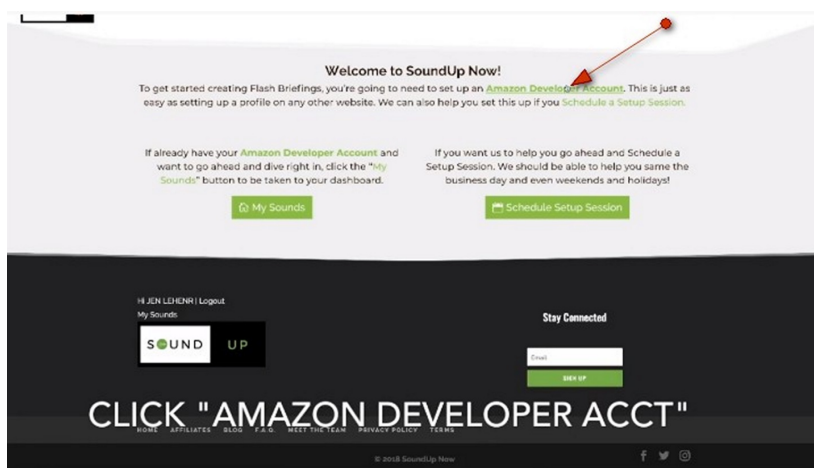 Welcome to SoundUp Now!
To get started creating Flash Briefings, you're going to need to set up an Amazon Developer Account. This is just as
easy as setting up a profile on any other website. We can also help you set this up if you Schedule a Setup Session.
If already have your Amazon Developer Account and
want to go ahead and dive right in, click the "My
Sounds" button to be taken to your dashboard.
My Sounds
If you want us to help you go ahead and Schedule a
Setup Session. We should be able to help you same the
business day and even weekends and holidays!
Schedule Setup Session
Hi JEN LEHENR | Logout
My Sounds
SOUND UP
Stay Connected
Email
SIGN UP
CLICK "AMAZON DEVELOPER ACCT"
HOME AFFILIATES BLOG F.A.Q. MEET THE TEAM PRIVACY POLICY TERMS
© 2018 SoundUp Now